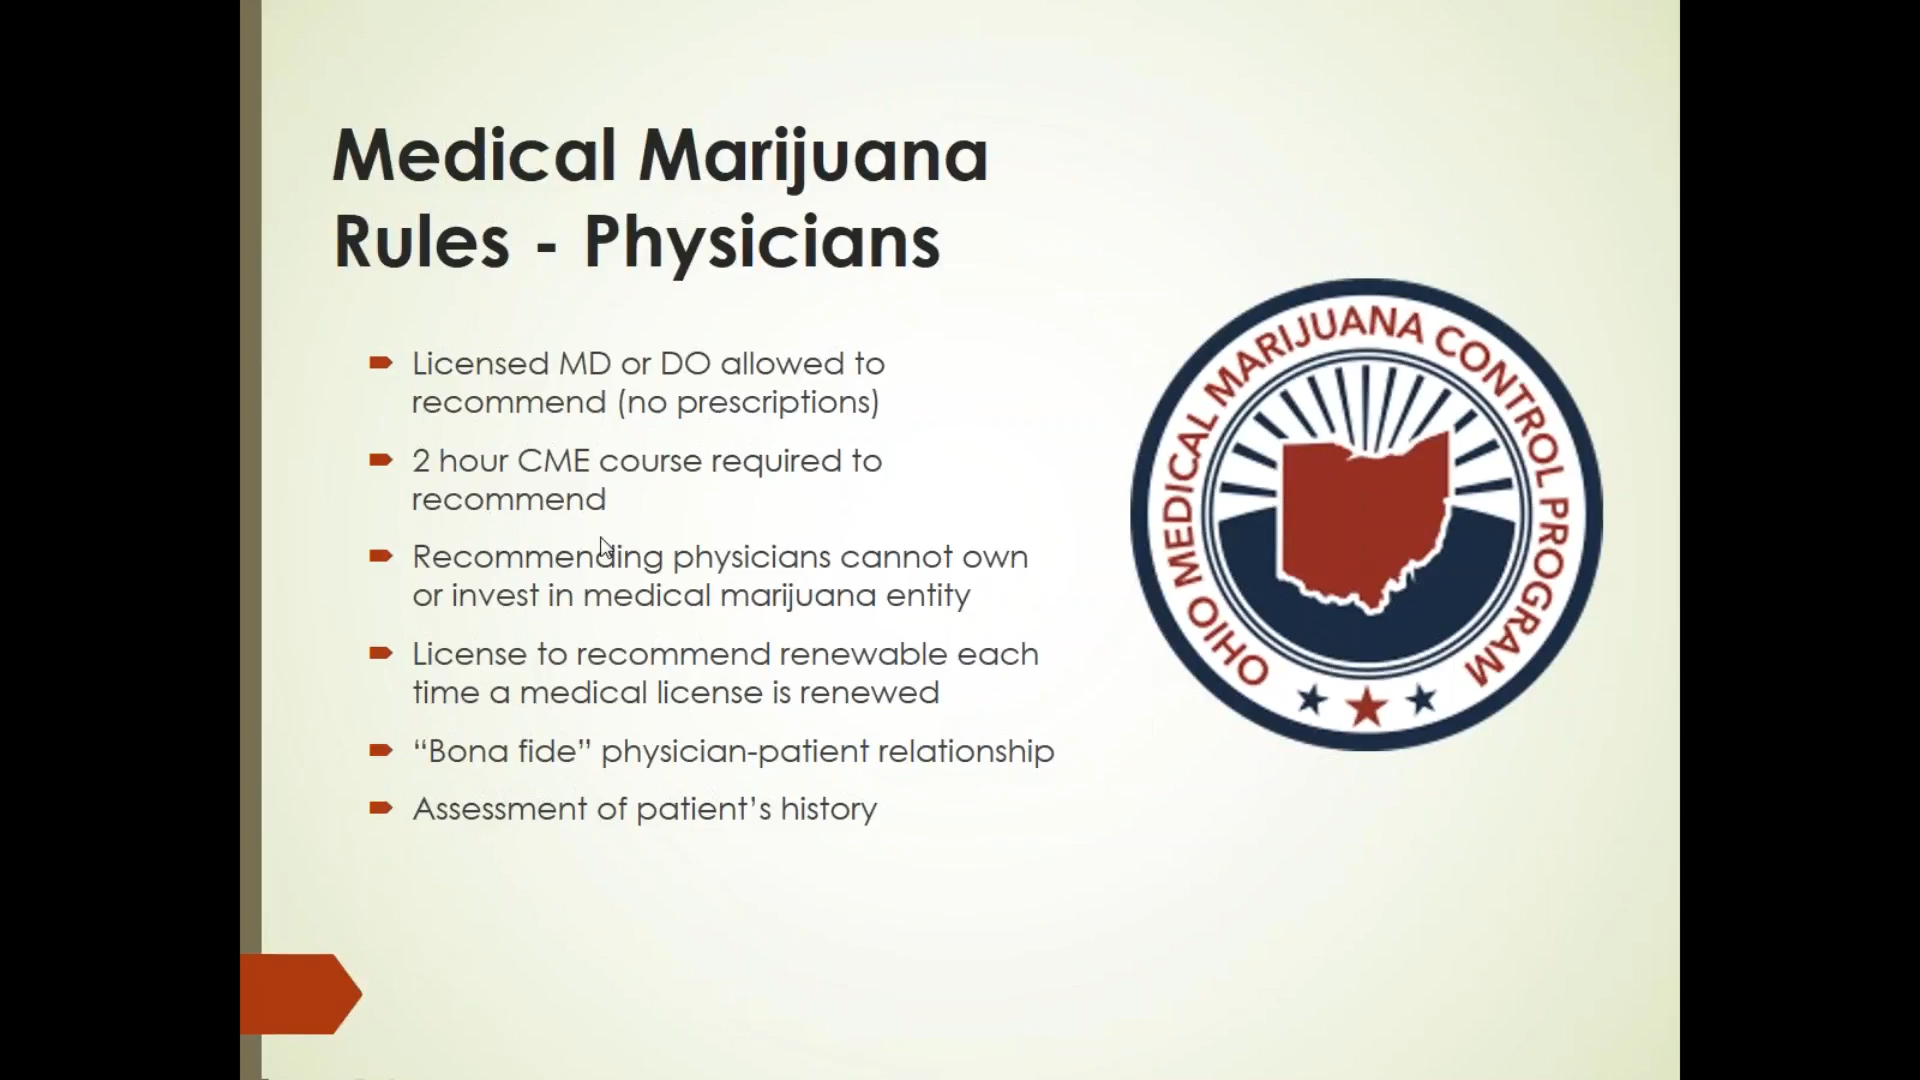 Medical Marijuana
Rules - Physicians
Licensed MD or DO allowed to
recommend (no prescriptions)
2 hour CME course required to
recommend
Recommending physicians cannot own
or invest in medical marijuana entity
License to recommend renewable each
time a medical license is renewed
“Bona fide” physician-patient relationship
Assessment of patient’s history
OHIO MEDICAL MARIJUANA CONTROL PROGRAM